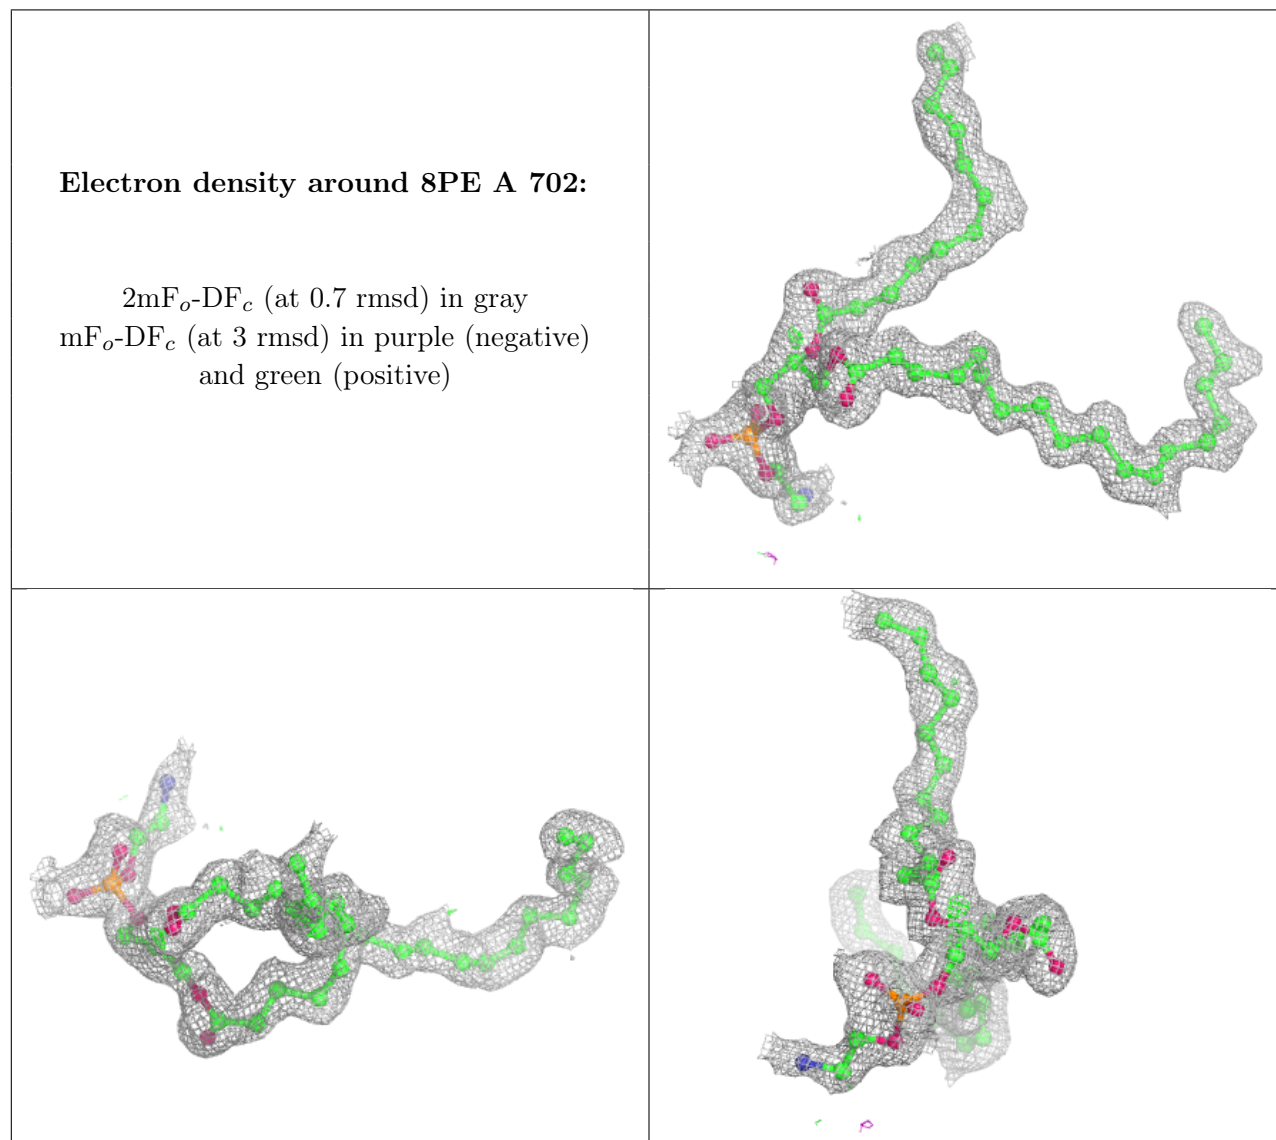 Electron density around 8PE A 702:
2mFₒ-DF𝒸 (at 0.7 rmsd) in gray
mFₒ-DF𝒸 (at 3 rmsd) in purple (negative)
and green (positive)